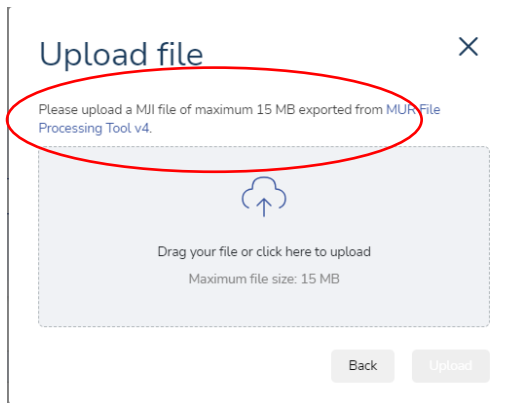 Upload file
Please upload a MJI file of maximum 15 MB exported from MUR File
Processing Tool v4.
Drag your file or click here to upload
Maximum file size: 15 MB
Back
Upload